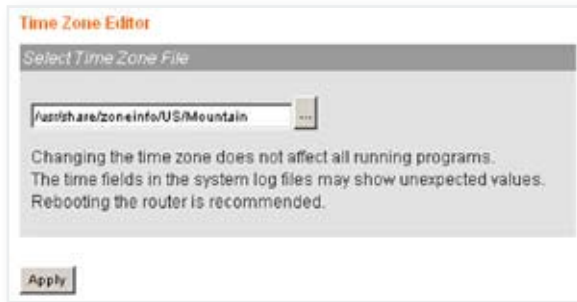 Time Zone Editor
Select Time Zone File
/usr/share/zoneinfo/US/Mountain
...
Changing the time zone does not affect all running programs.
The time fields in the system log files may show unexpected values.
Rebooting the router is recommended.
Apply